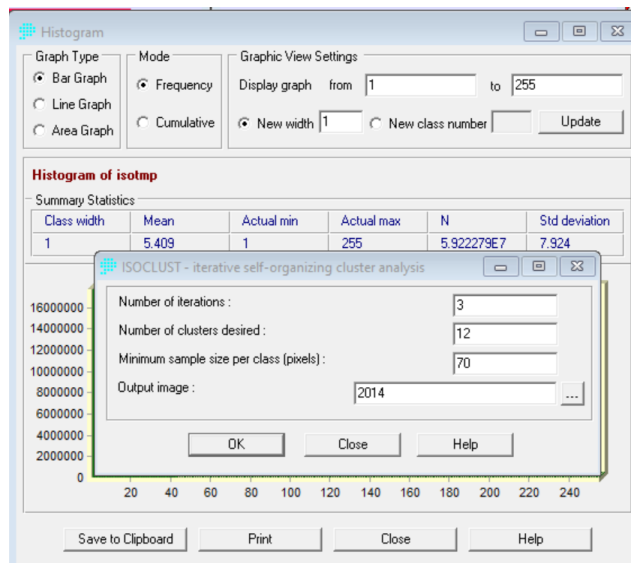 Histogram
Graph Type
Mode
Graphic View Settings
Bar Graph
Frequency
Display graph from 1 to 255
Line Graph
Cumulative
New width 1 New class number Update
Area Graph
Histogram of isotmp
Summary Statistics
Class width Mean Actual min Actual max N Std deviation
1 5.409 1 255 5.922279E7 7.924
ISOCLUST - iterative self-organizing cluster analysis
Number of iterations : 3
Number of clusters desired : 12
Minimum sample size per class (pixels) : 70
Output image : 2014 ...
OK Close Help
16000000
14000000
12000000
10000000
8000000
6000000
4000000
2000000
0
20 40 60 80 100 120 140 160 180 200 220 240
Save to Clipboard Print Close Help